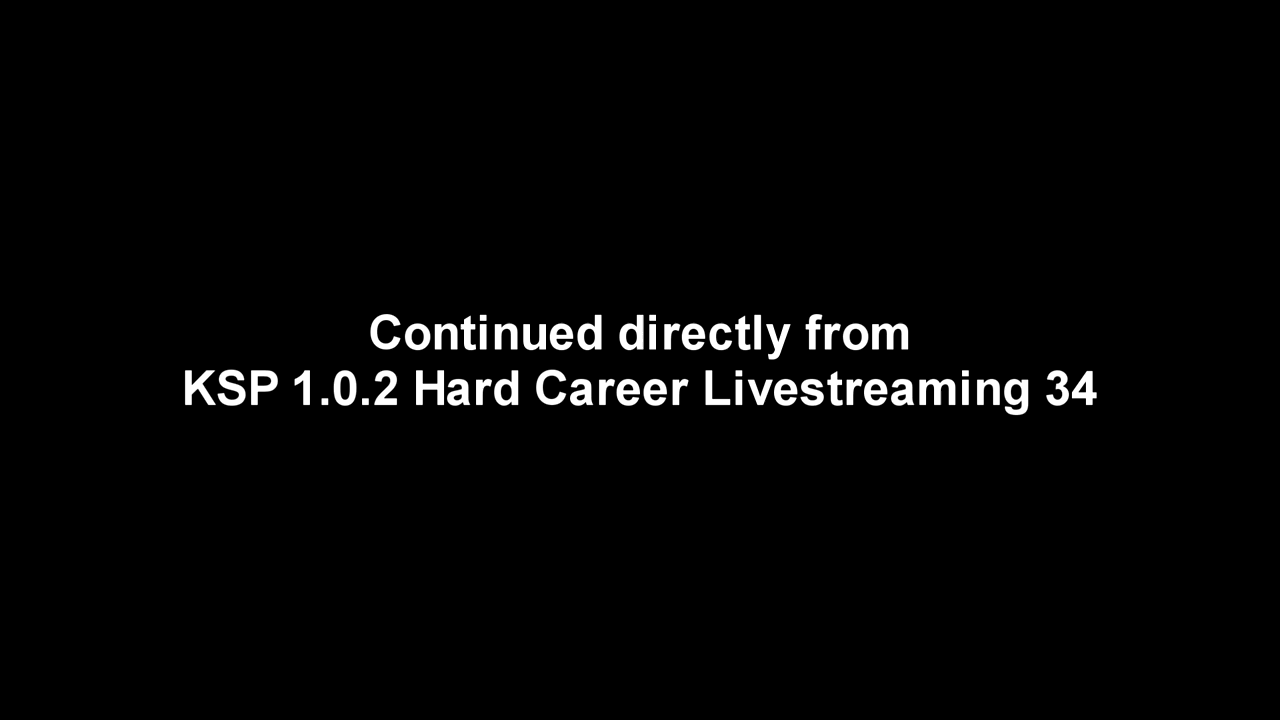 Continued directly from
KSP 1.0.2 Hard Career Livestreaming 34